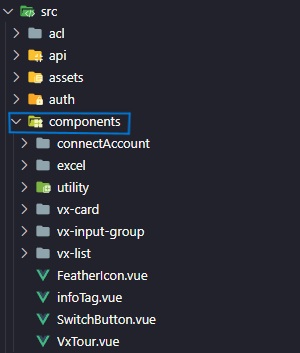 src
acl
api
assets
auth
components
connectAccount
excel
utility
vx-card
vx-input-group
vx-list
FeatherIcon.vue
infoTag.vue
SwitchButton.vue
VxTour.vue